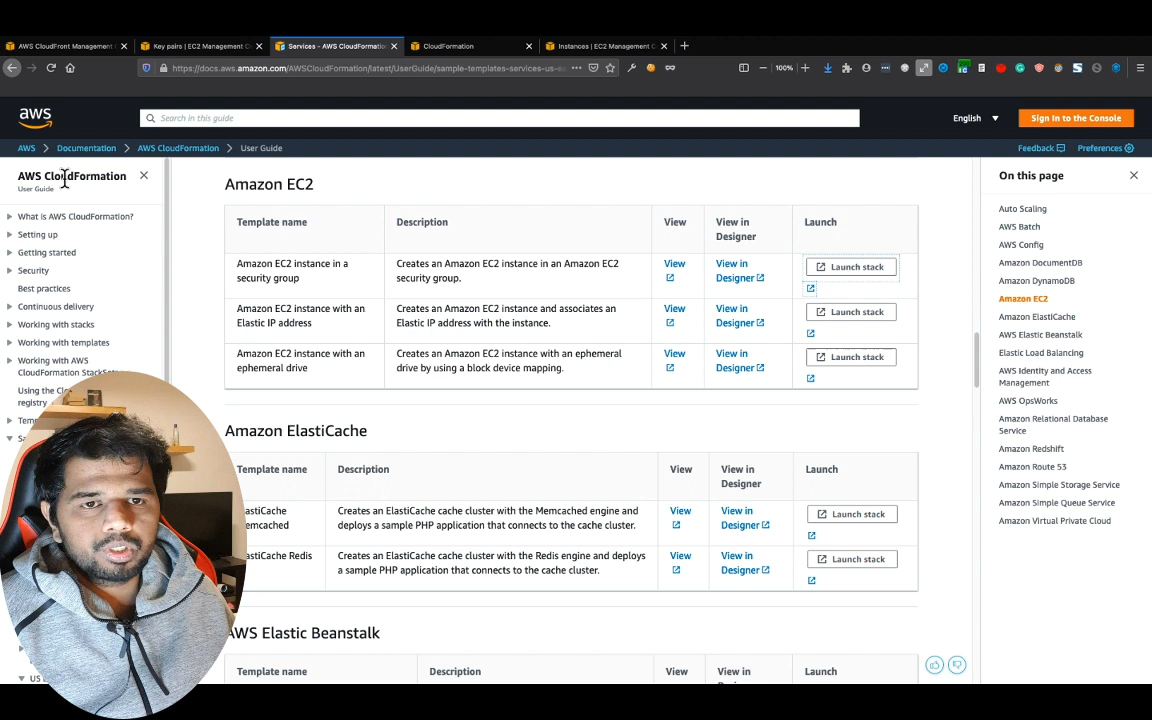 AWS CloudFront Management C
Key pairs | EC2 Management C
Services - AWS CloudFormation
CloudFormation
Instances | EC2 Management C
https://docs.aws.amazon.com/AWSCloudFormation/latest/UserGuide/sample-templates-services-us-
100%
aws
Search in this guide
English
Sign In to the Console
AWS
Documentation
AWS CloudFormation
User Guide
Feedback
Preferences
AWS CloudFormation
User Guide
What is AWS CloudFormation?
Setting up
Getting started
Security
Best practices
Continuous delivery
Working with stacks
Working with templates
Working with AWS
CloudFormation StackSets
Using the Clo
registry
Temp
Sa
US
Amazon EC2
Template name
Description
View
View in
Designer
Launch
Amazon EC2 instance in a
security group
Creates an Amazon EC2 instance in an Amazon EC2
security group.
View
View in
Designer
Launch stack
Amazon EC2 instance with an
Elastic IP address
Creates an Amazon EC2 instance and associates an
Elastic IP address with the instance.
View
View in
Designer
Launch stack
Amazon EC2 instance with an
ephemeral drive
Creates an Amazon EC2 instance with an ephemeral
drive by using a block device mapping.
View
View in
Designer
Launch stack
Amazon ElastiCache
Template name
Description
View
View in
Designer
Launch
lastiCache
emcached
Creates an ElastiCache cache cluster with the Memcached engine and
deploys a sample PHP application that connects to the cache cluster.
View
View in
Designer
Launch stack
astiCache Redis
Creates an ElastiCache cache cluster with the Redis engine and deploys
a sample PHP application that connects to the cache cluster.
View
View in
Designer
Launch stack
AWS Elastic Beanstalk
Template name
Description
View
View in
Launch
On this page
Auto Scaling
AWS Batch
AWS Config
Amazon DocumentDB
Amazon DynamoDB
Amazon EC2
Amazon ElastiCache
AWS Elastic Beanstalk
Elastic Load Balancing
AWS Identity and Access
Management
AWS OpsWorks
Amazon Relational Database
Service
Amazon Redshift
Amazon Route 53
Amazon Simple Storage Service
Amazon Simple Queue Service
Amazon Virtual Private Cloud